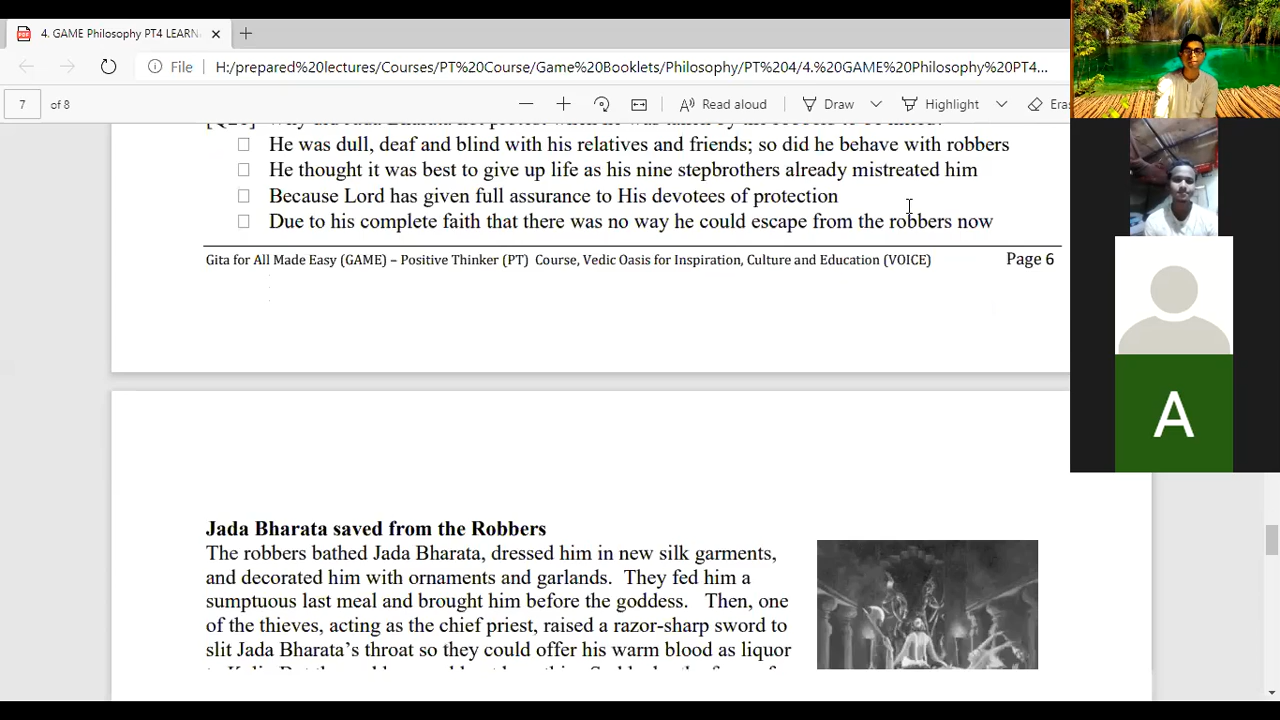 4. GAME Philosophy PT4 LEARN
File
H:/prepared%20lectures/Courses/PT%20Course/Game%20Booklets/Philosophy/PT%204/4.%20GAME%20Philosophy%20PT4...
7 of 8
Read aloud Draw Highlight Eras
He was dull, deaf and blind with his relatives and friends; so did he behave with robbers
He thought it was best to give up life as his nine stepbrothers already mistreated him
Because Lord has given full assurance to His devotees of protection
Due to his complete faith that there was no way he could escape from the robbers now
Gita for All Made Easy (GAME) – Positive Thinker (PT) Course, Vedic Oasis for Inspiration, Culture and Education (VOICE) Page 6
A
Jada Bharata saved from the Robbers
The robbers bathed Jada Bharata, dressed him in new silk garments,
and decorated him with ornaments and garlands. They fed him a
sumptuous last meal and brought him before the goddess. Then, one
of the thieves, acting as the chief priest, raised a razor-sharp sword to
slit Jada Bharata's throat so they could offer his warm blood as liquor